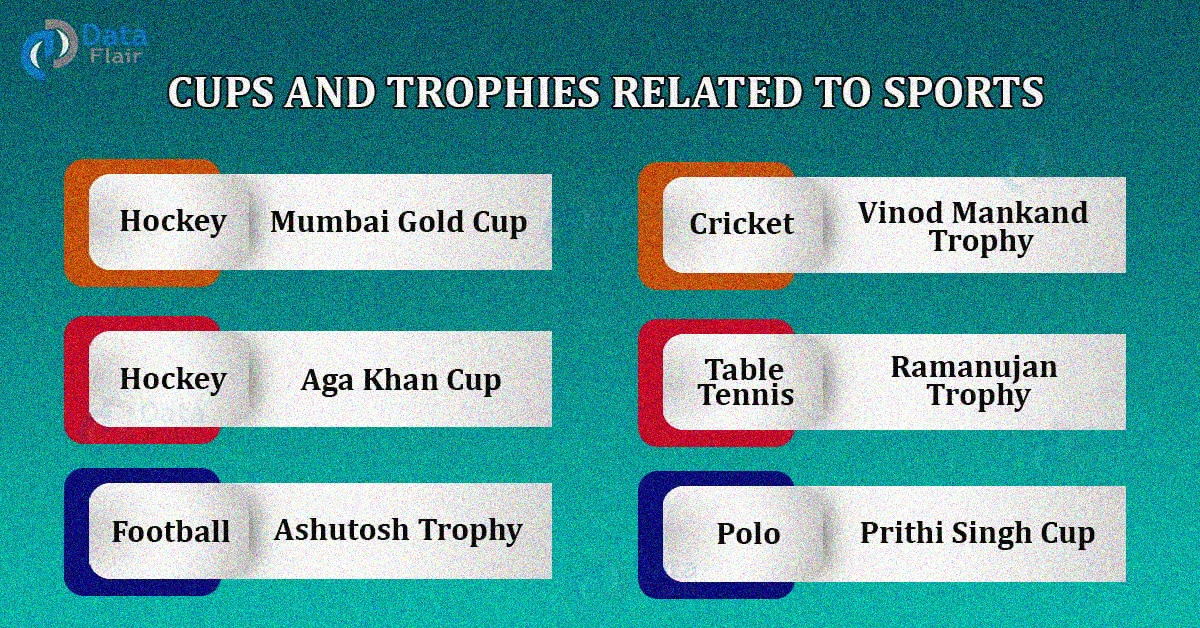 Data
Flair
CUPS AND TROPHIES RELATED TO SPORTS
Hockey
Mumbai Gold Cup
Cricket
Vinod Mankand
Trophy
Hockey
Aga Khan Cup
Table
Tennis
Ramanujan
Trophy
Football
Ashutosh Trophy
Polo
Prithi Singh Cup